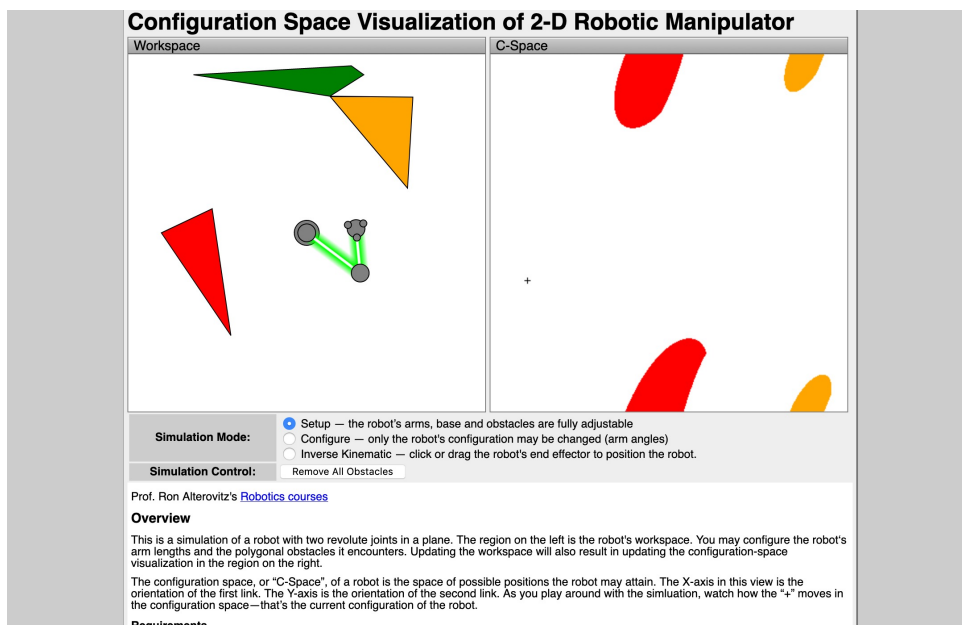 Configuration Space Visualization of 2-D Robotic Manipulator
Workspace
C-Space
Simulation Mode:
Setup — the robot's arms, base and obstacles are fully adjustable
Configure — only the robot's configuration may be changed (arm angles)
Inverse Kinematic — click or drag the robot's end effector to position the robot.
Simulation Control:
Remove All Obstacles
Prof. Ron Alterovitz's Robotics courses
Overview
This is a simulation of a robot with two revolute joints in a plane. The region on the left is the robot's workspace. You may configure the robot's
arm lengths and the polygonal obstacles it encounters. Updating the workspace will also result in updating the configuration-space
visualization in the region on the right.
The configuration space, or “C-Space”, of a robot is the space of possible positions the robot may attain. The X-axis in this view is the
orientation of the first link. The Y-axis is the orientation of the second link. As you play around with the simluation, watch how the “+” moves in
the configuration space—that's the current configuration of the robot.
Requirements